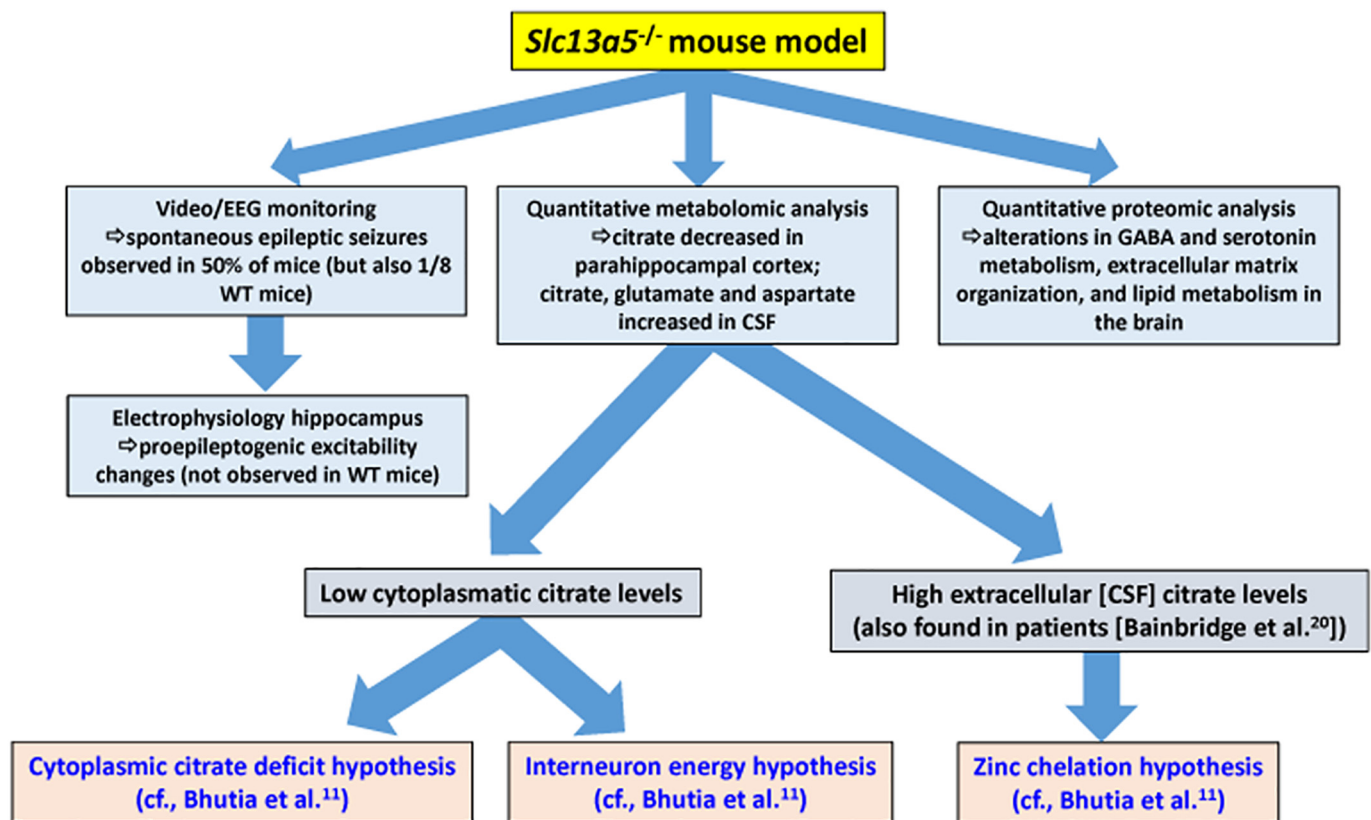 Slc13a5-/- mouse model
Video/EEG monitoring
⇨spontaneous epileptic seizures
observed in 50% of mice (but also 1/8
WT mice)
Quantitative metabolomic analysis
⇨citrate decreased in
parahippocampal cortex;
citrate, glutamate and aspartate
increased in CSF
Quantitative proteomic analysis
⇨alterations in GABA and serotonin
metabolism, extracellular matrix
organization, and lipid metabolism in
the brain
Electrophysiology hippocampus
⇨proepileptogenic excitability
changes (not observed in WT mice)
Low cytoplasmatic citrate levels
High extracellular [CSF] citrate levels
(also found in patients [Bainbridge et al.20])
Cytoplasmic citrate deficit hypothesis
(cf., Bhutia et al.11)
Interneuron energy hypothesis
(cf., Bhutia et al.11)
Zinc chelation hypothesis
(cf., Bhutia et al.11)